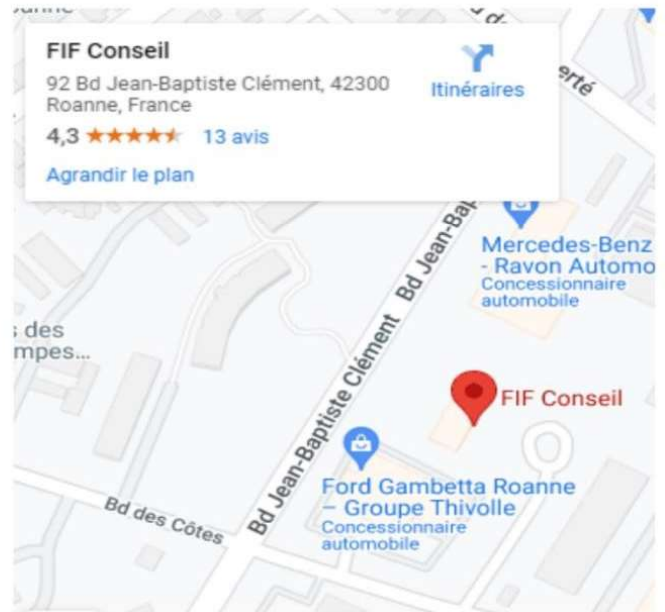 FIF Conseil
92 Bd Jean-Baptiste Clément, 42300
Roanne, France
4,3
13 avis
Agrandir le plan
Itinéraires
erté
Bd Jean-Bap
Mercedes-Benz
- Ravon Automo
Concessionnaire
automobile
s des
mpes...
Bd Jean-Baptiste Clément
FIF Conseil
Ford Gambetta Roanne
– Groupe Thivolle
Concessionnaire
automobile
Bd des Côtes